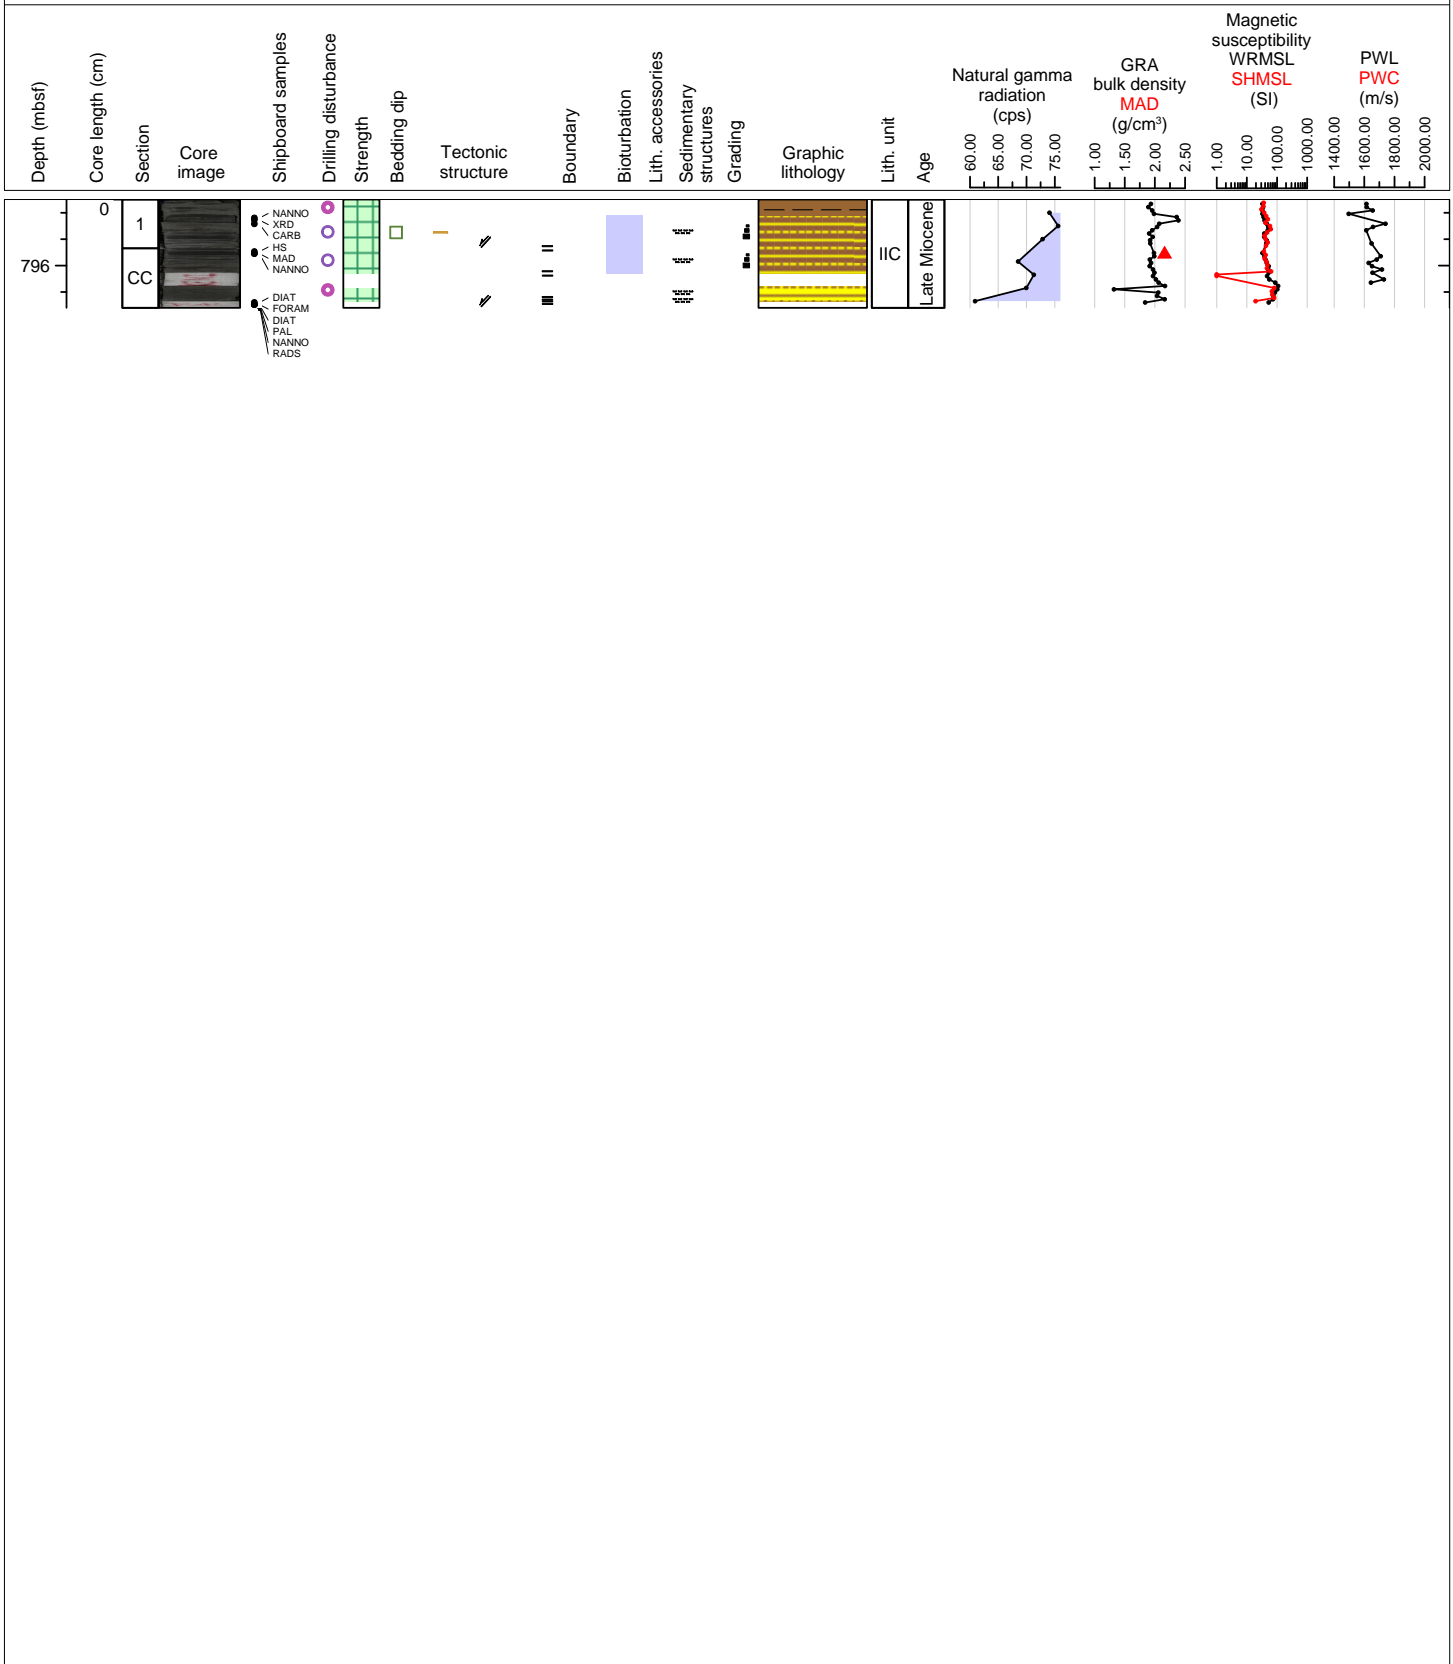 Depth (mbsf)
Core length (cm)
Section
Core
image
Shipboard samples
Drilling disturbance
Strength
Bedding dip
Tectonic
structure
Boundary
Bioturbation
Lith. accessories
Sedimentary
structures
Grading
Graphic
lithology
Lith. unit
Age
Natural gamma
radiation
(cps)
60.00
65.00
70.00
75.00
GRA
bulk density
MAD
(g/cm³)
1.00
1.50
2.00
2.50
Magnetic
susceptibility
WRMSL
SHMSL
(SI)
1.00
10.00
100.00
1000.00
PWL
PWC
(m/s)
1400.00
1600.00
1800.00
2000.00
0
796
1
CC
NANNO
XRD
CARB
HS
MAD
NANNO
DIAT
FORAM
DIAT
PAL
NANNO
RADS
IIC
Late Miocene